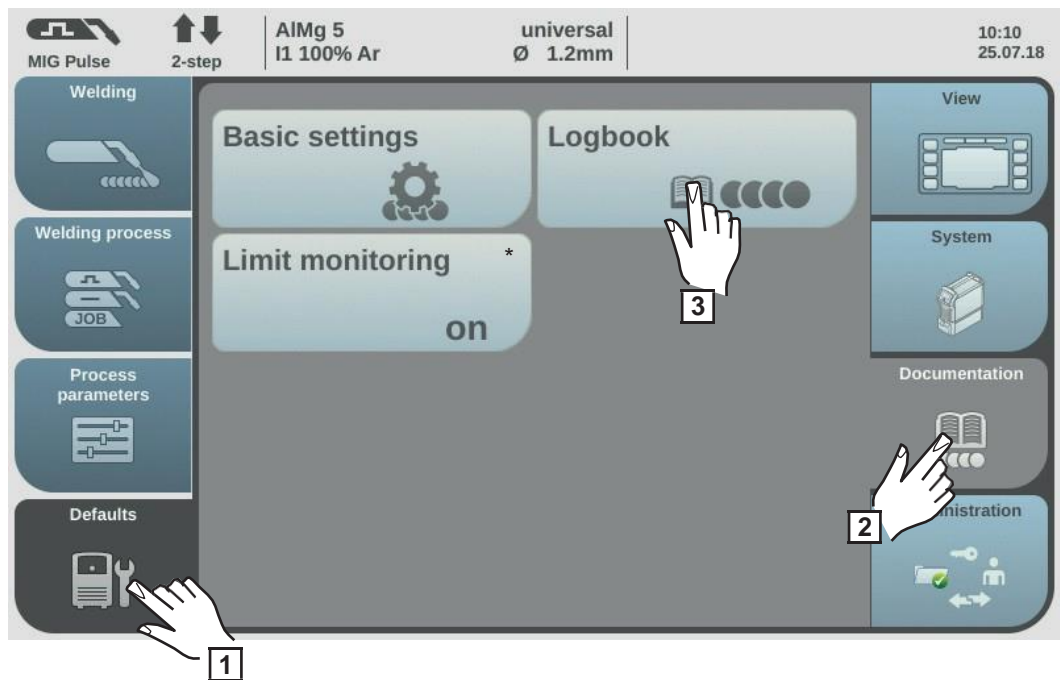 MIG Pulse
2-step
AlMg 5
I1 100% Ar
universal
Ø 1.2mm
10:10
25.07.18
Welding
Welding process
JOB
Process
parameters
Defaults
Basic settings
Logbook
Limit monitoring *
on
View
System
Documentation
1
2
3